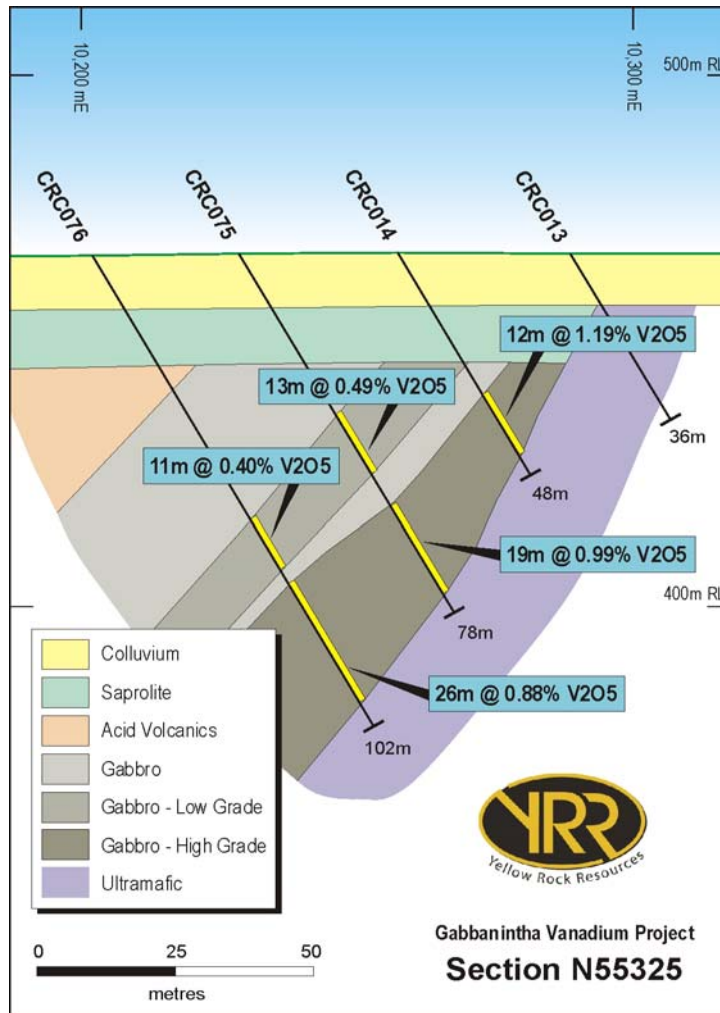 10,200 mE
10,300 mE
500m RL
CRC076
CRC075
CRC014
CRC013
12m @ 1.19% V2O5
13m @ 0.49% V2O5
36m
11m @ 0.40% V2O5
48m
19m @ 0.99% V2O5
400m RL
78m
26m @ 0.88% V2O5
102m
Colluvium
Saprolite
Acid Volcanics
Gabbro
Gabbro - Low Grade
Gabbro - High Grade
Ultramafic
YRR
Yellow Rock Resources
0 25 50
metres
Gabbanintha Vanadium Project
Section N55325